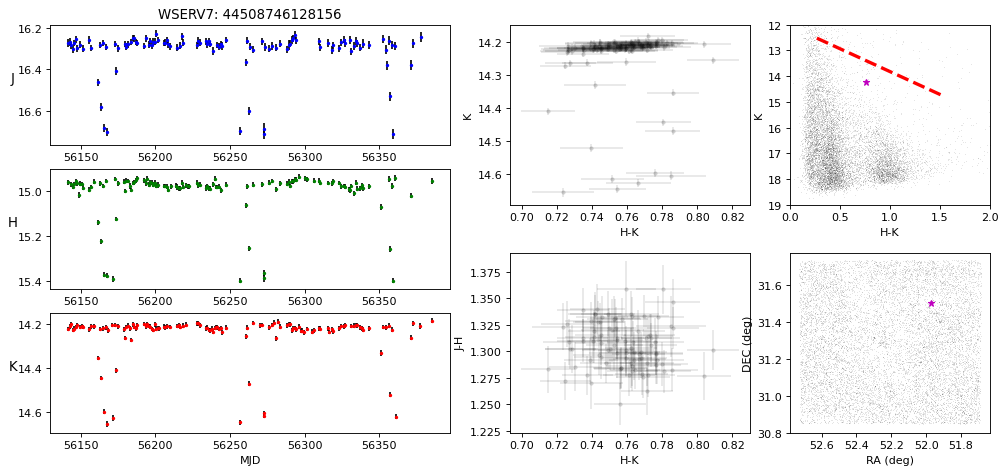 WSERV7: 44508746128156
J
16.2
16.4
16.6
56150 56200 56250 56300 56350
H
15.0
15.2
15.4
56150 56200 56250 56300 56350
K
14.2
14.4
14.6
56150 56200 56250 56300 56350
MJD
K
14.2
14.3
14.4
14.5
14.6
0.70 0.72 0.74 0.76 0.78 0.80 0.82
H-K
K
12
13
14
15
16
17
18
19
0.0 0.5 1.0 1.5 2.0
H-K
J-H
1.375
1.350
1.325
1.300
1.275
1.250
1.225
0.70 0.72 0.74 0.76 0.78 0.80 0.82
H-K
DEC (deg)
31.6
31.4
31.2
31.0
30.8
52.6 52.4 52.2 52.0 51.8
RA (deg)